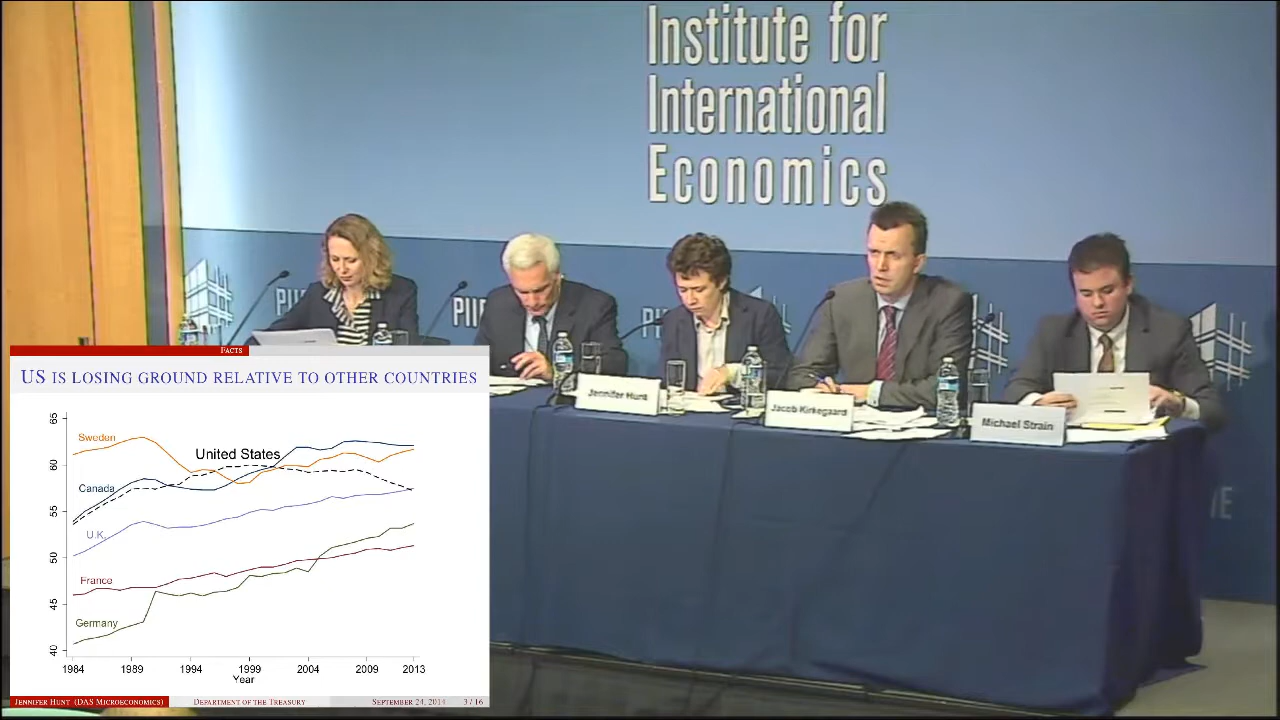 Institute for
International
Economics
PIIE
PIIE
Jennifer Hunt
Jacob Kirkegaard
Michael Strain
FACTS
US IS LOSING GROUND RELATIVE TO OTHER COUNTRIES
65
60
55
50
45
40
Sweden
United States
Canada
U.K.
France
Germany
1984
1989
1994
1999
2004
2009
2013
Year
JENNIFER HUNT (DAS MICROECONOMICS)
DEPARTMENT OF THE TREASURY
SEPTEMBER 24, 2014
3 / 16